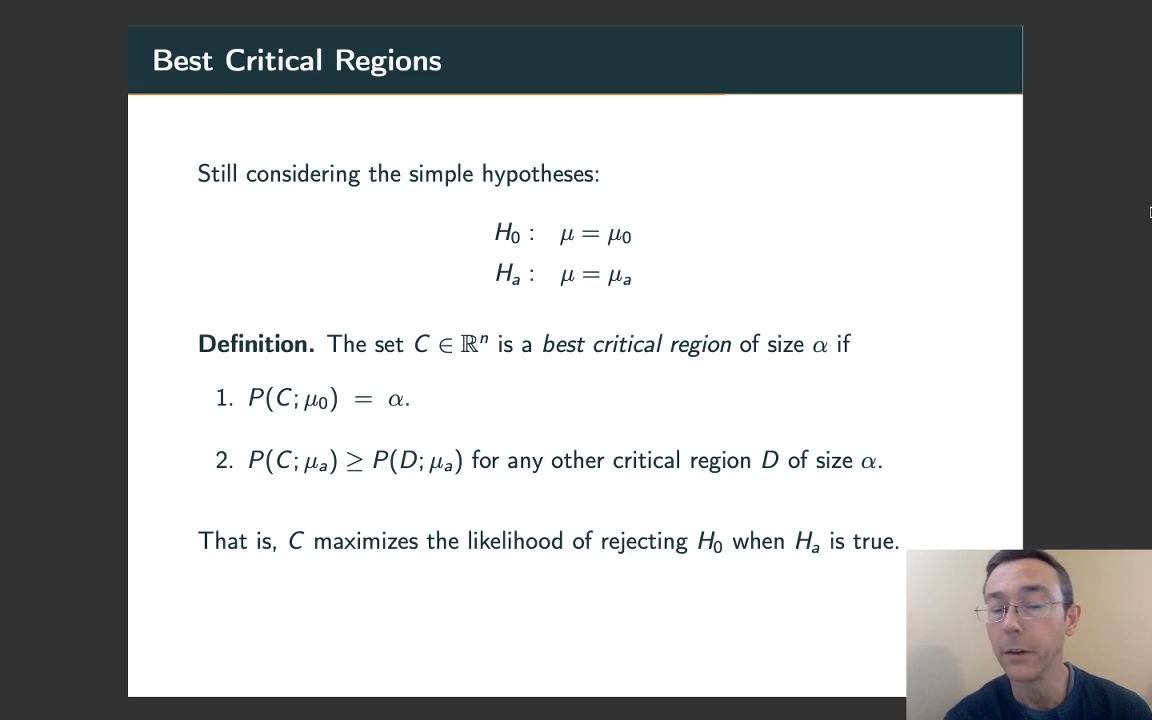 Best Critical Regions
Still considering the simple hypotheses:
H₀ : μ = μ₀
Hₐ : μ = μₐ
Definition. The set C ∈ ℝⁿ is a best critical region of size α if
1. P(C; μ₀) = α.
2. P(C; μₐ) ≥ P(D; μₐ) for any other critical region D of size α.
That is, C maximizes the likelihood of rejecting H₀ when Hₐ is true.